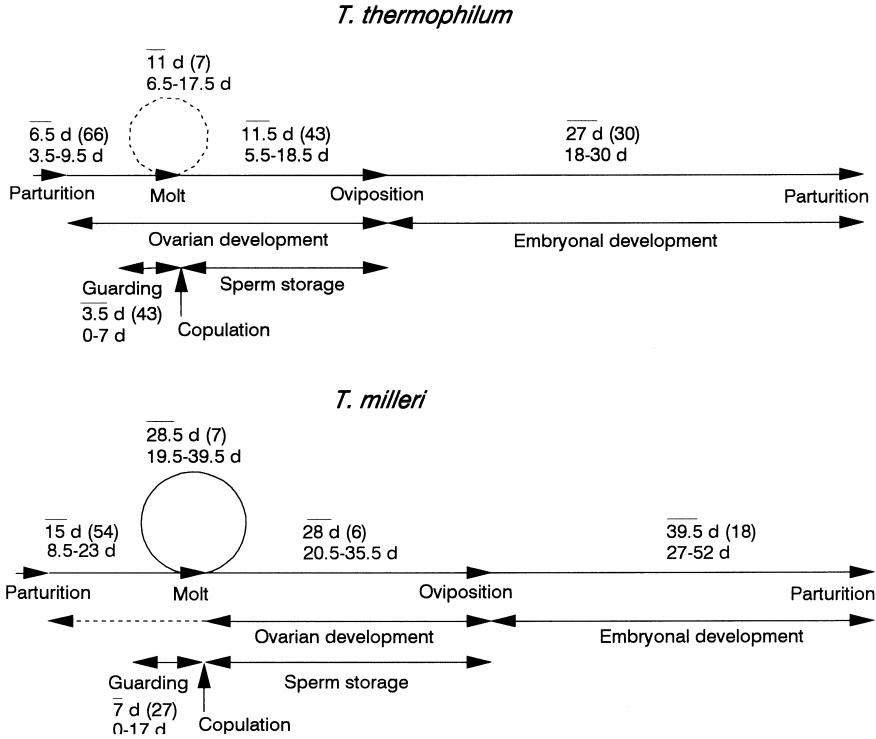 T. thermophilum
11 d (7)
6.5-17.5 d
6.5 d (66)
3.5-9.5 d
11.5 d (43)
5.5-18.5 d
27 d (30)
18-30 d
Parturition
Molt
Oviposition
Parturition
Ovarian development
Embryonal development
Guarding
Sperm storage
3.5 d (43)
0-7 d
Copulation
T. milleri
28.5 d (7)
19.5-39.5 d
15 d (54)
8.5-23 d
28 d (6)
20.5-35.5 d
39.5 d (18)
27-52 d
Parturition
Molt
Oviposition
Parturition
Ovarian development
Embryonal development
Guarding
Sperm storage
7 d (27)
0-17 d
Copulation